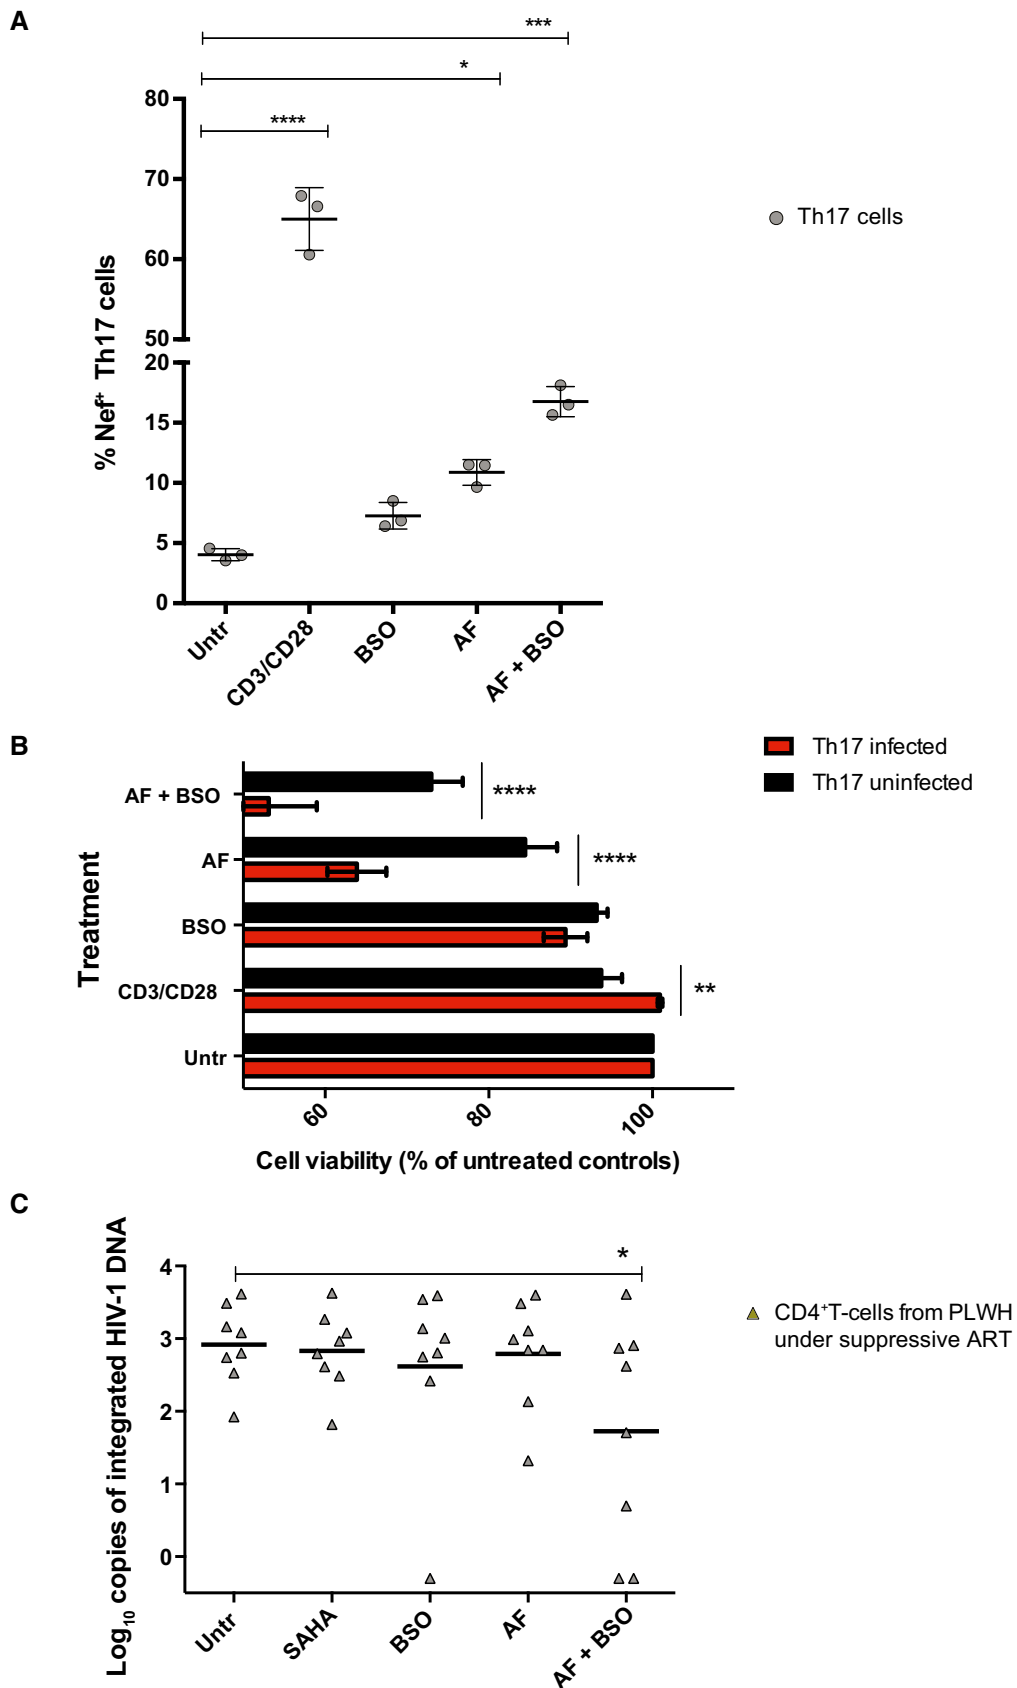 A
***
*
****
80
70
60
50
20
15
10
5
0
% Nef⁺ Th17 cells
Untr
CD3/CD28
BSO
AF
AF + BSO
Th17 cells
B
Th17 infected
Th17 uninfected
Treatment
AF + BSO
****
AF
****
BSO
CD3/CD28
**
Untr
60
80
100
Cell viability (% of untreated controls)
C
Log₁₀ copies of integrated HIV-1 DNA
*
4
3
2
1
0
Untr
SAHA
BSO
AF
AF + BSO
CD4⁺T-cells from PLWH
under suppressive ART